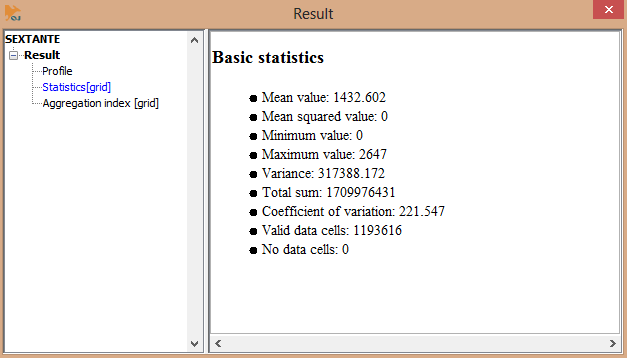 Result
SEXTANTE
Result
Profile
Statistics[grid]
Aggregation index [grid]
Basic statistics
Mean value: 1432.602
Mean squared value: 0
Minimum value: 0
Maximum value: 2647
Variance: 317388.172
Total sum: 1709976431
Coefficient of variation: 221.547
Valid data cells: 1193616
No data cells: 0